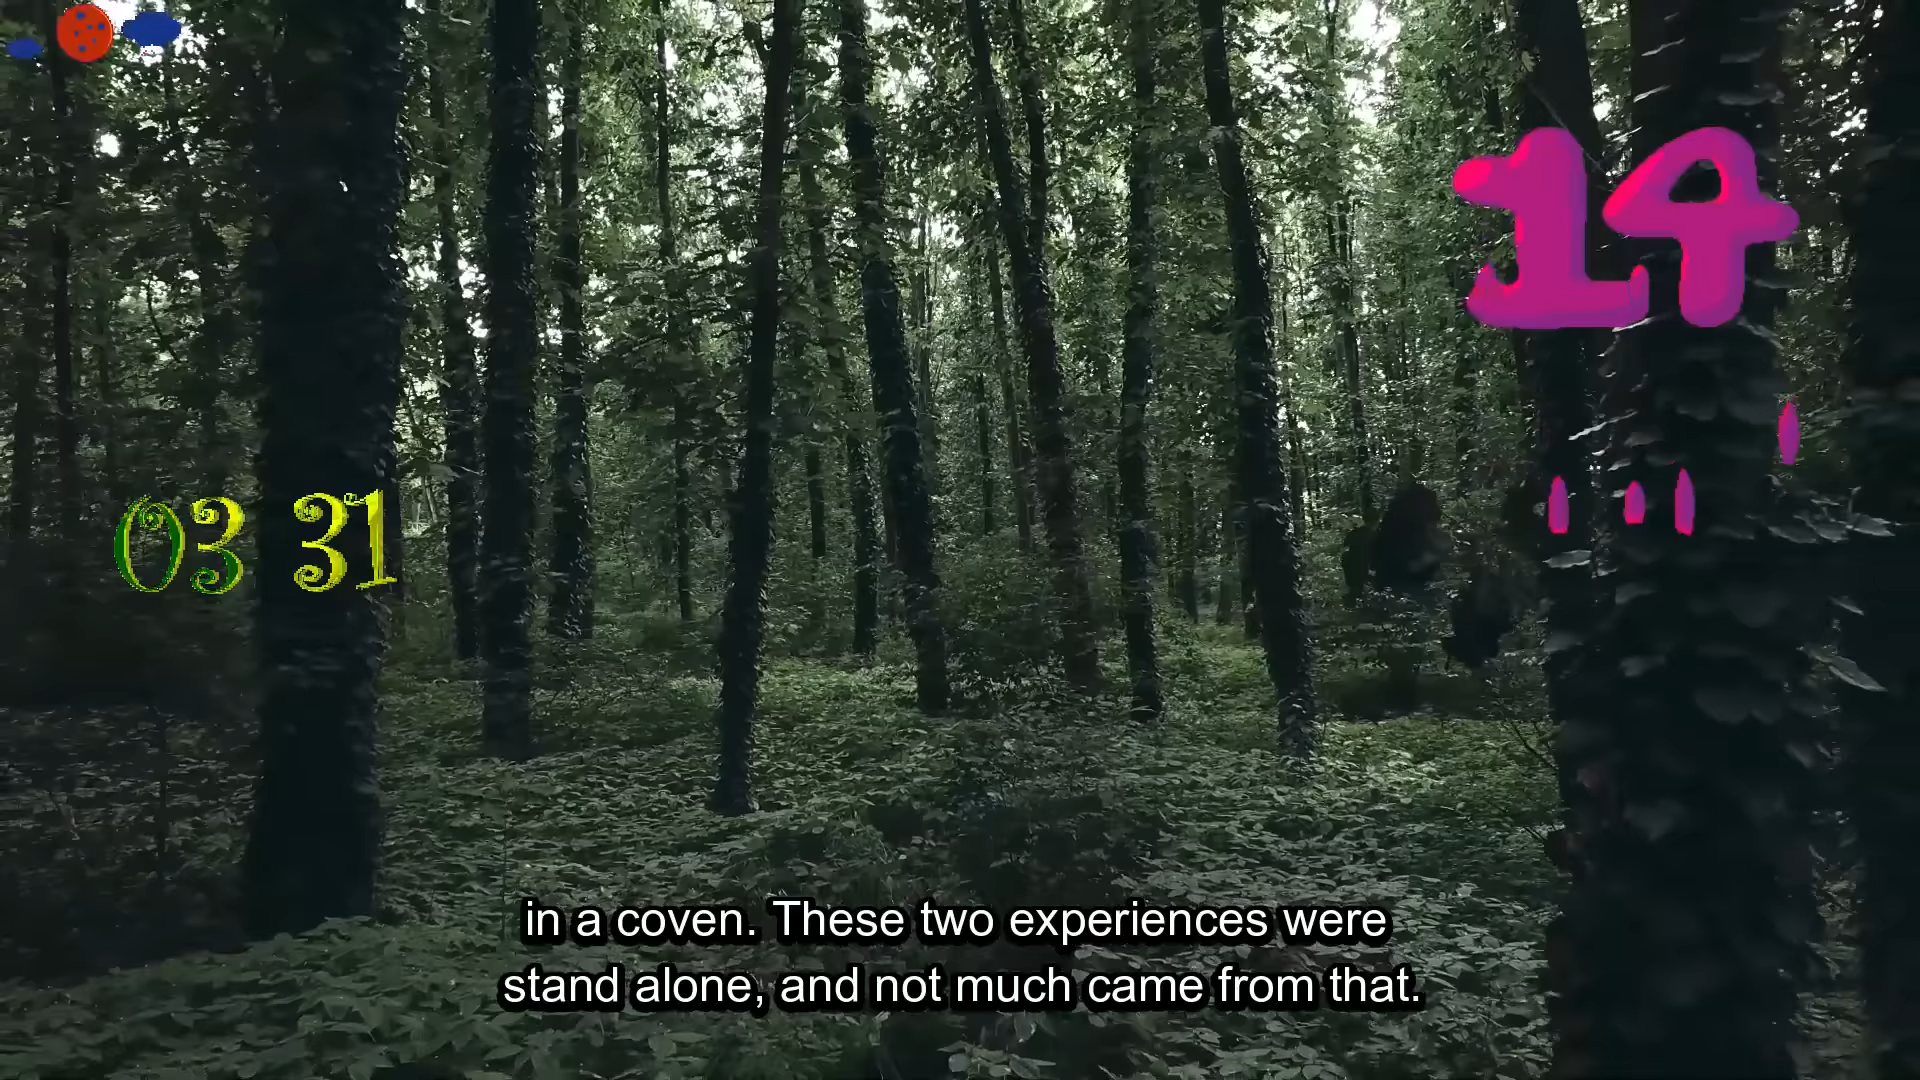 14
03 31
in a coven. These two experiences were
stand alone, and not much came from that.